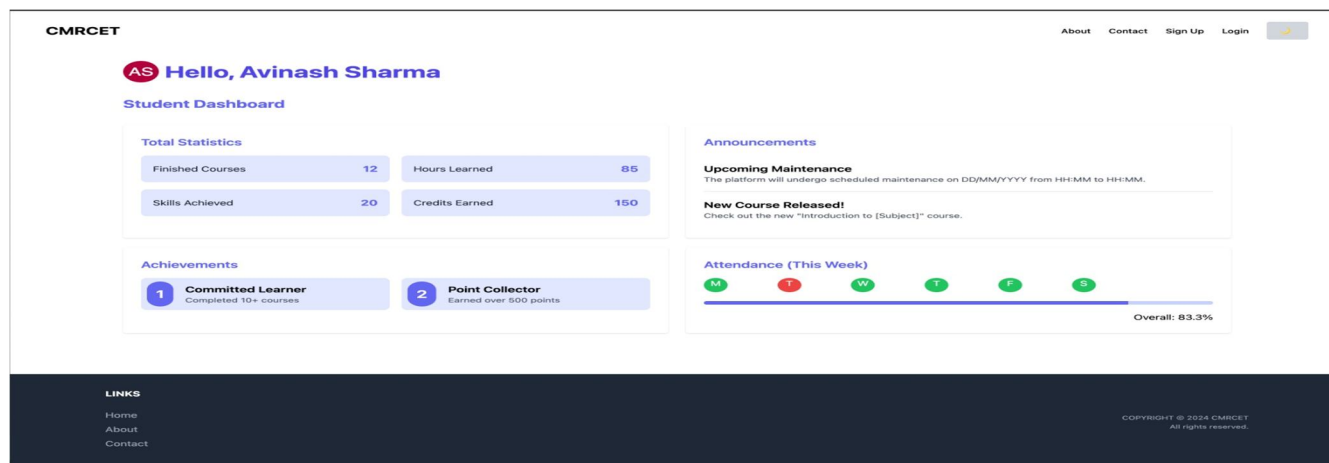 CMRCET
About Contact Sign Up Login
AS Hello, Avinash Sharma
Student Dashboard
Total Statistics
Finished Courses 12
Hours Learned 85
Skills Achieved 20
Credits Earned 150
Announcements
Upcoming Maintenance
The platform will undergo scheduled maintenance on DD/MM/YYYY from HH:MM to HH:MM.
New Course Released!
Check out the new "Introduction to [Subject]" course.
Achievements
1 Committed Learner
Completed 10+ courses
2 Point Collector
Earned over 500 points
Attendance (This Week)
M T W T F S
Overall: 83.3%
LINKS
Home
About
Contact
COPYRIGHT © 2024 CMRCET
All rights reserved.